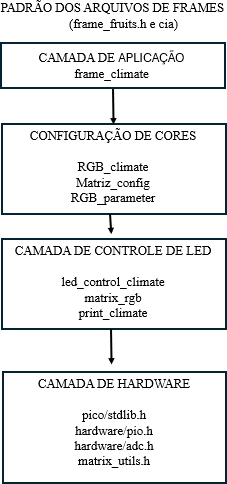 PADRÃO DOS ARQUIVOS DE FRAMES
(frame_fruits.h e cia)
CAMADA DE APLICAÇÃO
frame_climate
CONFIGURAÇÃO DE CORES
RGB_climate
Matriz_config
RGB_parameter
CAMADA DE CONTROLE DE LED
led_control_climate
matrix_rgb
print_climate
CAMADA DE HARDWARE
pico/stdlib.h
hardware/pio.h
hardware/adc.h
matrix_utils.h